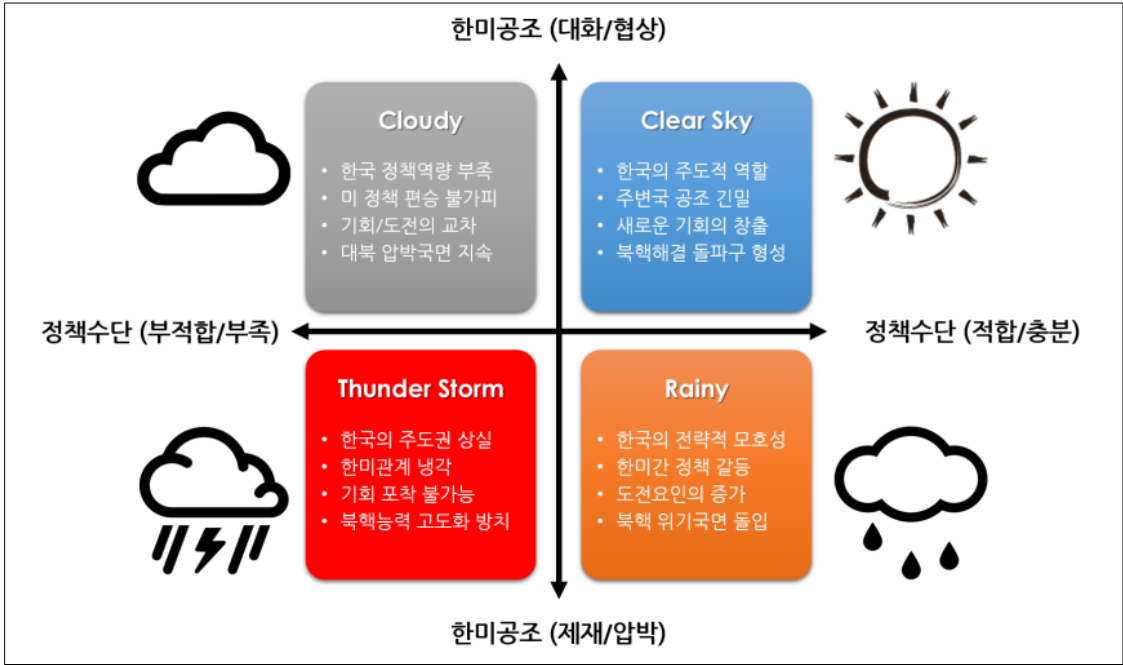 한미공조 (대화/협상)
Cloudy
• 한국 정책역량 부족
• 미 정책 편승 불가피
• 기회/도전의 교차
• 대북 압박국면 지속
Clear Sky
• 한국의 주도적 역할
• 주변국 공조 긴밀
• 새로운 기회의 창출
• 북핵해결 돌파구 형성
정책수단 (부적합/부족)
정책수단 (적합/충분)
Thunder Storm
• 한국의 주도권 상실
• 한미관계 냉각
• 기회 포착 불가능
• 북핵능력 고도화 방치
Rainy
• 한국의 전략적 모호성
• 한미간 정책 갈등
• 도전요인의 증가
• 북핵 위기국면 돌입
한미공조 (제재/압박)